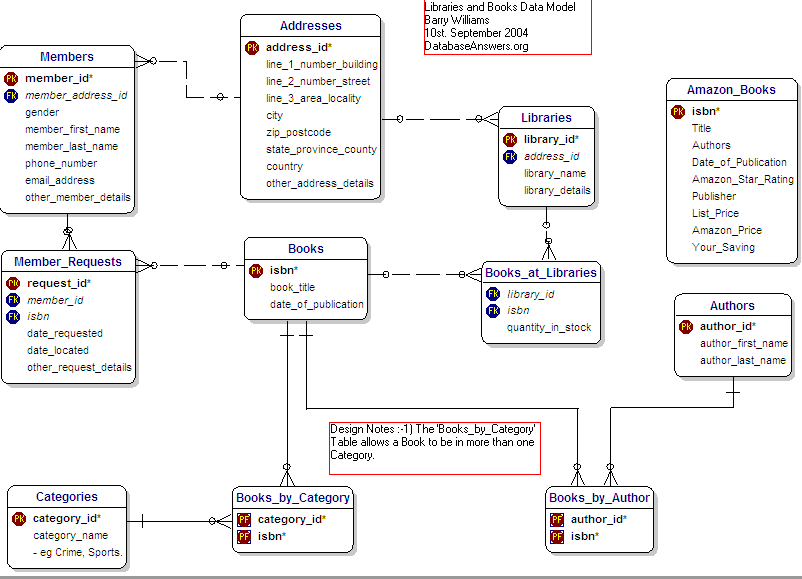 Libraries and Books Data Model
Barry Williams
10st. September 2004
DatabaseAnswers.org
Addresses
PK address_id*
line_1_number_building
line_2_number_street
line_3_area_locality
city
zip_postcode
state_province_county
country
other_address_details
Members
PK member_id*
FK member_address_id
gender
member_first_name
member_last_name
phone_number
email_address
other_member_details
Libraries
PK library_id*
FK address_id
library_name
library_details
Amazon_Books
PK isbn*
Title
Authors
Date_of_Publication
Amazon_Star_Rating
Publisher
List_Price
Amazon_Price
Your_Saving
Member_Requests
PK request_id*
FK member_id
FK isbn
date_requested
date_located
other_request_details
Books
PK isbn*
book_title
date_of_publication
Books_at_Libraries
FK library_id
FK isbn
quantity_in_stock
Authors
PK author_id*
author_first_name
author_last_name
Design Notes :-1) The 'Books_by_Category'
Table allows a Book to be in more than one
Category.
Categories
PK category_id*
category_name
- eg Crime, Sports.
Books_by_Category
PF category_id*
PF isbn*
Books_by_Author
PF author_id*
PF isbn*